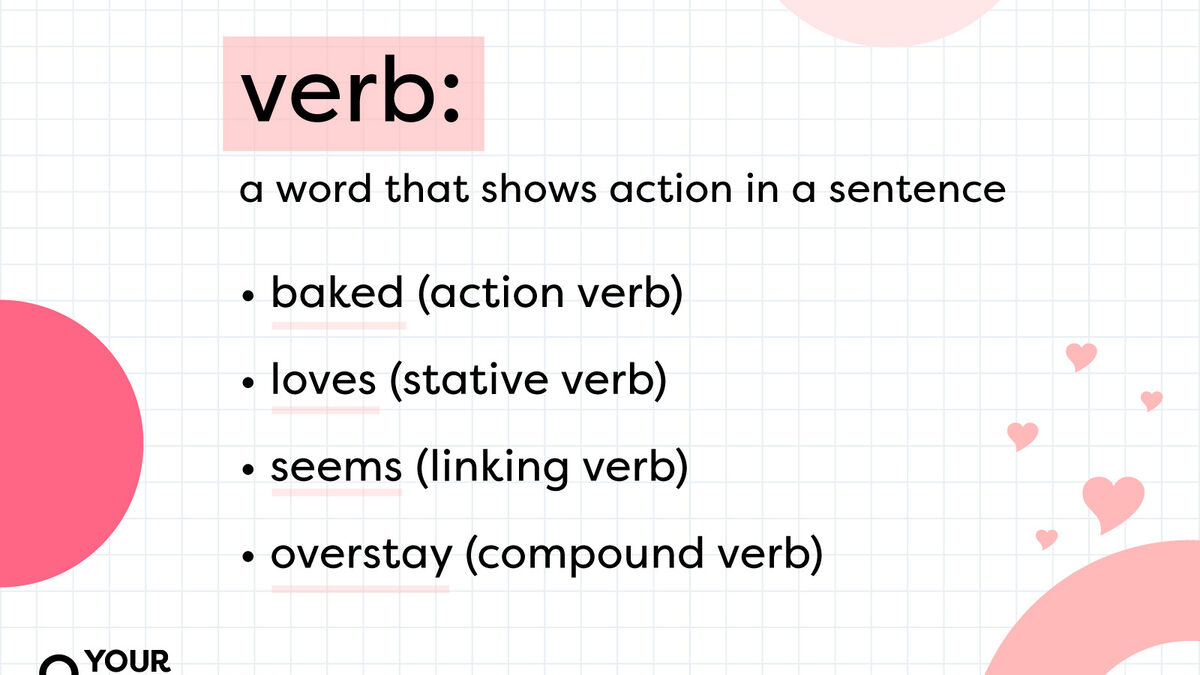 verb:
a word that shows action in a sentence
• baked (action verb)
• loves (stative verb)
• seems (linking verb)
• overstay (compound verb)
YOUR